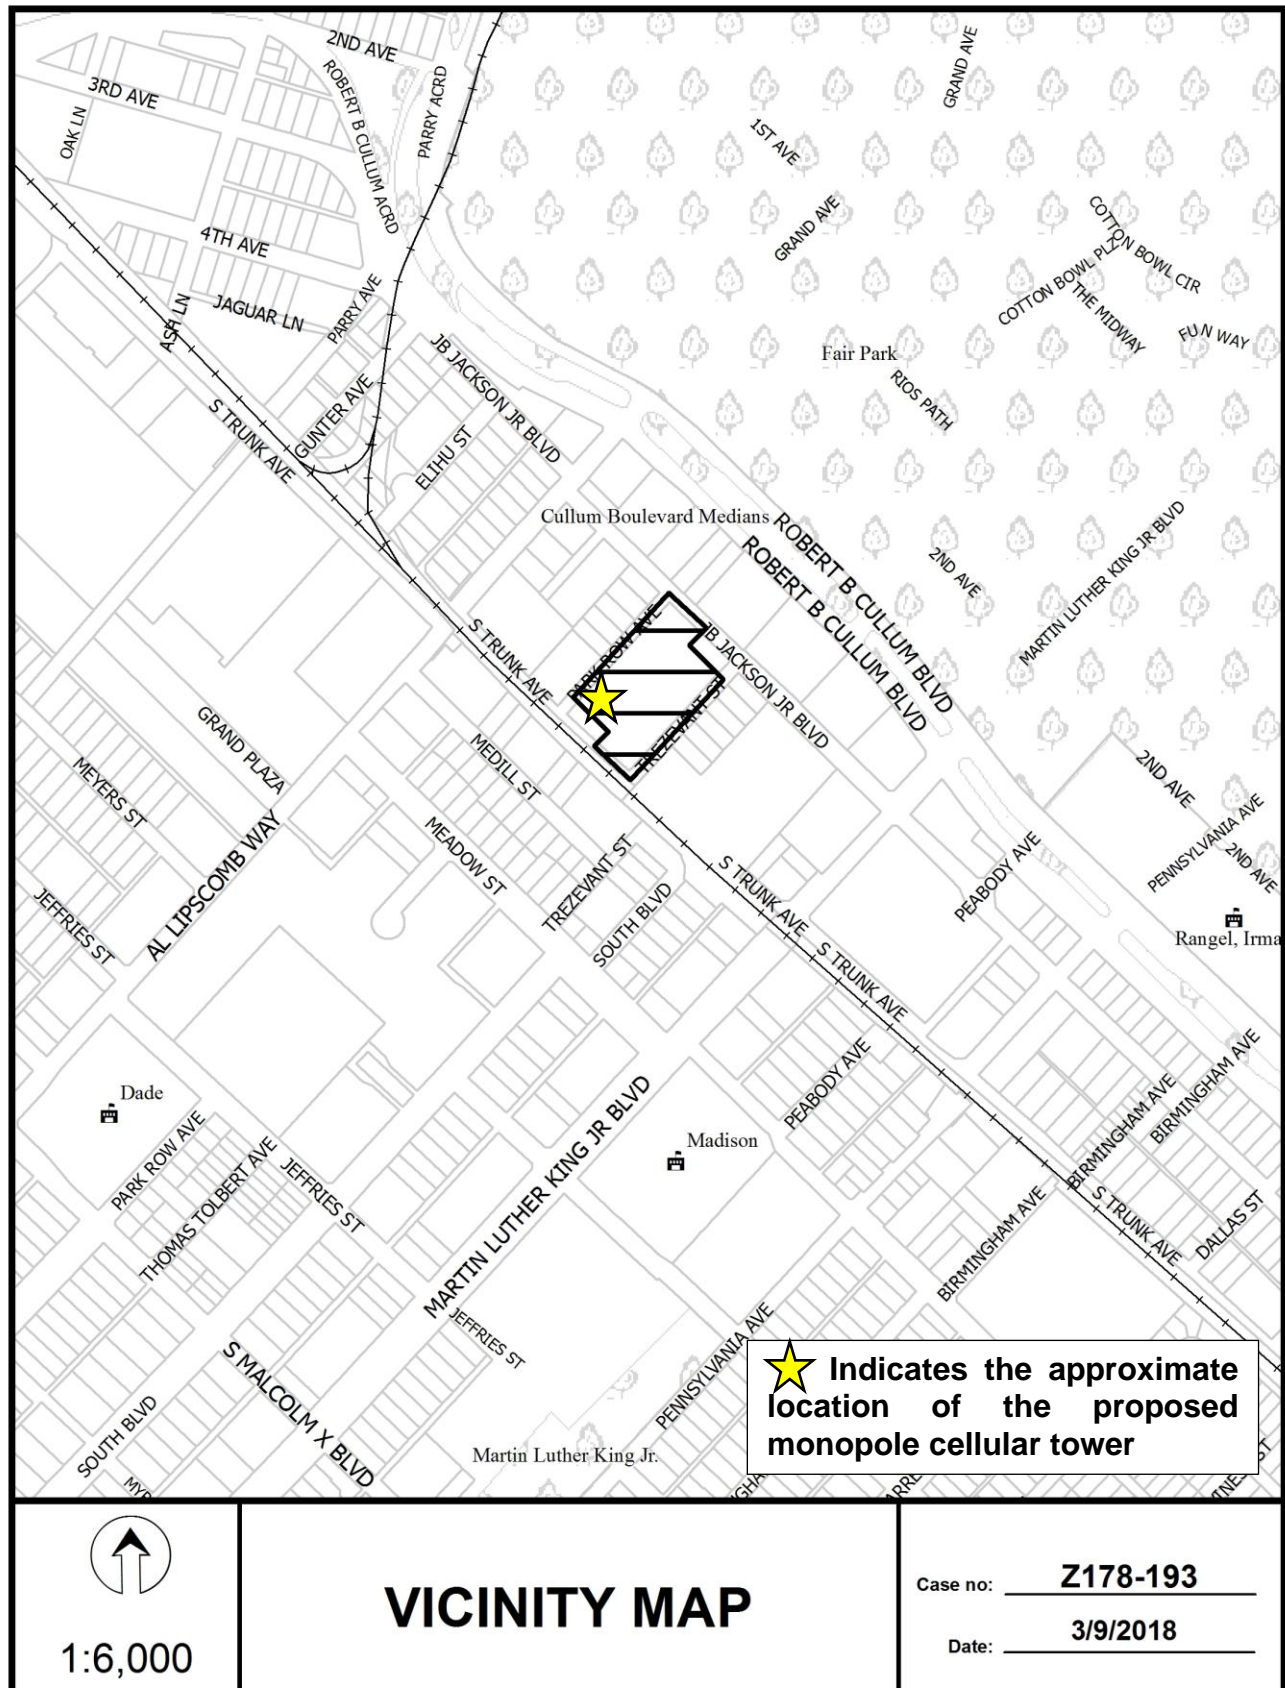 2ND AVE
3RD AVE
OAK LN
ROBERT B CULLUM ACRD
PARRY ACRD
GRAND AVE
1ST AVE
GRAND AVE
COTTON BOWL CIR
COTTON BOWL PLZ
THE MIDWAY
FUN WAY
4TH AVE
JAGUAR LN
ASH LN
PARRY AVE
JB JACKSON JR BLVD
Fair Park
RIOS PATH
S TRUNK AVE
GUNTER AVE
ELIHU ST
Cullum Boulevard Medians
ROBERT B CULLUM BLVD
ROBERT B CULLUM BLVD
2ND AVE
MARTIN LUTHER KING JR BLVD
S TRUNK AVE
PARK ROW AVE
JB JACKSON JR BLVD
TREZEVANT ST
GRAND PLAZA
MEYERS ST
MEDILL ST
MEADOW ST
AL LIPSCOMB WAY
JEFFRIES ST
TREZEVANT ST
SOUTH BLVD
S TRUNK AVE
S TRUNK AVE
PEABODY AVE
2ND AVE
PENNSYLVANIA AVE
2ND AVE
Rangel, Irma
Dade
PARK ROW AVE
THOMAS TOLBERT AVE
JEFFRIES ST
MARTIN LUTHER KING JR BLVD
Madison
PEABODY AVE
BIRMINGHAM AVE
BIRMINGHAM AVE
S TRUNK AVE
DALLAS ST
BIRMINGHAM AVE
JEFFRIES ST
S MALCOLM X BLVD
SOUTH BLVD
PENNSYLVANIA AVE
Martin Luther King Jr.
Indicates the approximate
location of the proposed
monopole cellular tower
1:6,000
VICINITY MAP
Case no: Z178-193
Date: 3/9/2018